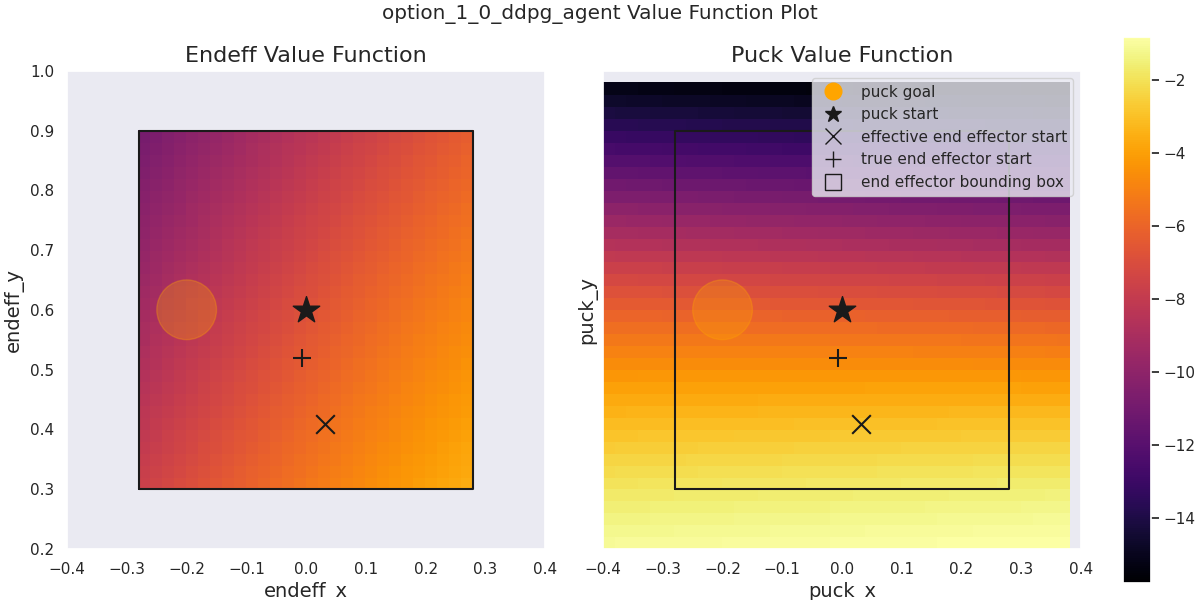 option_1_0_ddpg_agent Value Function Plot
Endeff Value Function
Puck Value Function
1.0
0.9
0.8
0.7
0.6
0.5
0.4
0.3
0.2
endeff_y
−0.4 −0.3 −0.2 −0.1 0.0 0.1 0.2 0.3 0.4
endeff_x
puck_y
puck goal
puck start
effective end effector start
true end effector start
end effector bounding box
−0.4 −0.3 −0.2 −0.1 0.0 0.1 0.2 0.3 0.4
puck_x
−2
−4
−6
−8
−10
−12
−14